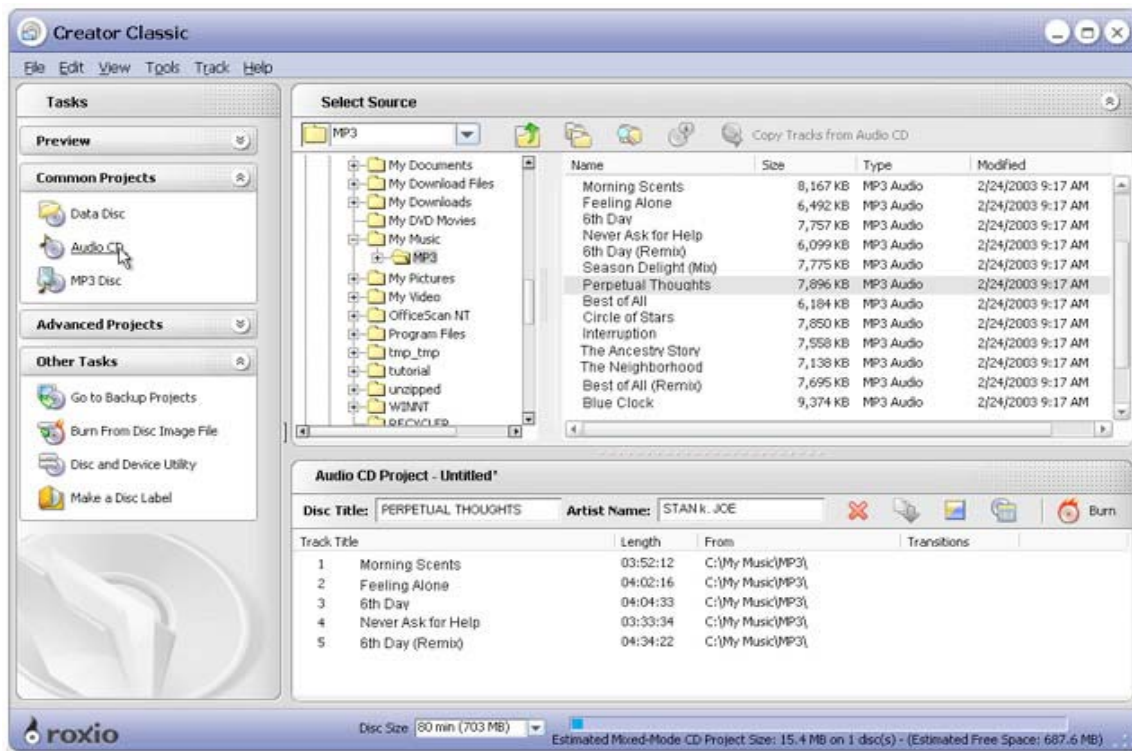 Creator Classic
File Edit View Tools Track Help
Tasks
Preview
Common Projects
Data Disc
Audio CD
MP3 Disc
Advanced Projects
Other Tasks
Go to Backup Projects
Burn From Disc Image File
Disc and Device Utility
Make a Disc Label
Select Source
MP3 Copy Tracks from Audio CD
My Documents
My Download Files
My Downloads
My DVD Movies
My Music
MP3
My Pictures
My Video
OfficeScan NT
Program Files
tmp_tmp
tutorial
unzipped
WINNT
RECYCLER
Name Size Type Modified
Morning Scents 8,167 KB MP3 Audio 2/24/2003 9:17 AM
Feeling Alone 6,492 KB MP3 Audio 2/24/2003 9:17 AM
6th Day 7,757 KB MP3 Audio 2/24/2003 9:17 AM
Never Ask for Help 6,099 KB MP3 Audio 2/24/2003 9:17 AM
6th Day (Remix)
Season Delight (Mix) 7,775 KB MP3 Audio 2/24/2003 9:17 AM
Perpetual Thoughts 7,896 KB MP3 Audio 2/24/2003 9:17 AM
Best of All 6,184 KB MP3 Audio 2/24/2003 9:17 AM
Circle of Stars 7,850 KB MP3 Audio 2/24/2003 9:17 AM
Interruption 7,558 KB MP3 Audio 2/24/2003 9:17 AM
The Ancestry Story
The Neighborhood 7,138 KB MP3 Audio 2/24/2003 9:17 AM
Best of All (Remix) 7,695 KB MP3 Audio 2/24/2003 9:17 AM
Blue Clock 9,374 KB MP3 Audio 2/24/2003 9:17 AM
Audio CD Project - Untitled*
Disc Title: PERPETUAL THOUGHTS Artist Name: STAN k. JOE Burn
Track Title Length From Transitions
1 Morning Scents 03:52:12 C:\My Music\MP3\
2 Feeling Alone 04:02:16 C:\My Music\MP3\
3 6th Day 04:04:33 C:\My Music\MP3\
4 Never Ask for Help 03:33:34 C:\My Music\MP3\
5 6th Day (Remix) 04:34:22 C:\My Music\MP3\
roxio
Disc Size 80 min (703 MB)
Estimated Mixed-Mode CD Project Size: 15.4 MB on 1 disc(s) - (Estimated Free Space: 687.6 MB)